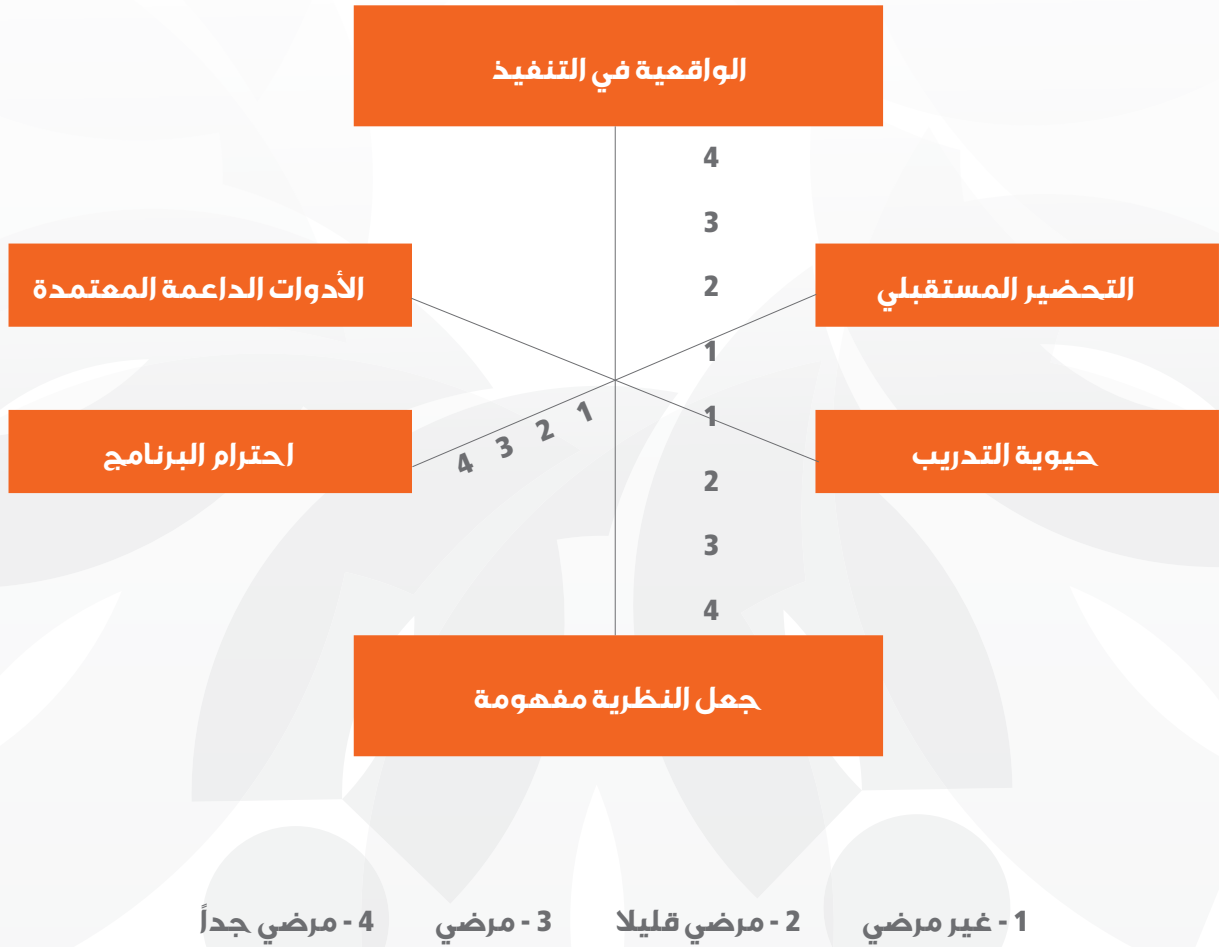 الواقعية في التنفيذ
4
3
2
1
التحضير المستقبلي
الأدوات الداعمة المعتمدة
حيوية التدريب
احترام البرنامج
1
2
3
4
1
2
3
4
جعل النظرية مفهومة
1 - غير مرضي 2 - مرضي قليلا 3 - مرضي 4 - مرضي جداً